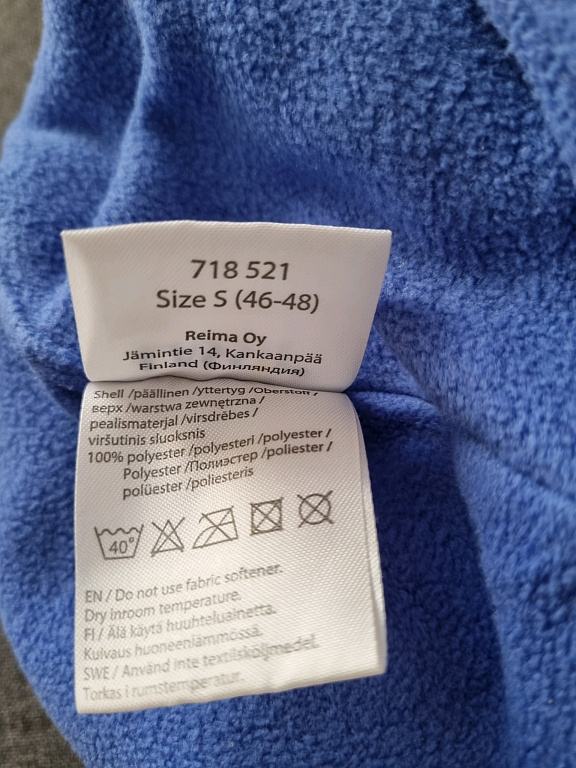 718 521
Size S (46-48)
Reima Oy
Jämintie 14, Kankaanpää
Finland (Финляндия)
Shell /päällinen /yttertyg /Oberstoff /
верх /warstwa zewnętrzna /
pealismaterjal /virsdrēbes /
viršutinis sluoksnis
100% polyester /polyesteri /polyester /
Polyester /Полиэстер /poliester /
polüester /poliesteris
40°
EN / Do not use fabric softener.
Dry inroom temperature.
FI / Älä käytä huuhteluainetta.
Kuivaus huoneenlämmössä.
SWE / Använd inte textilsköljmedel.
Torkas i rumstemperatur.